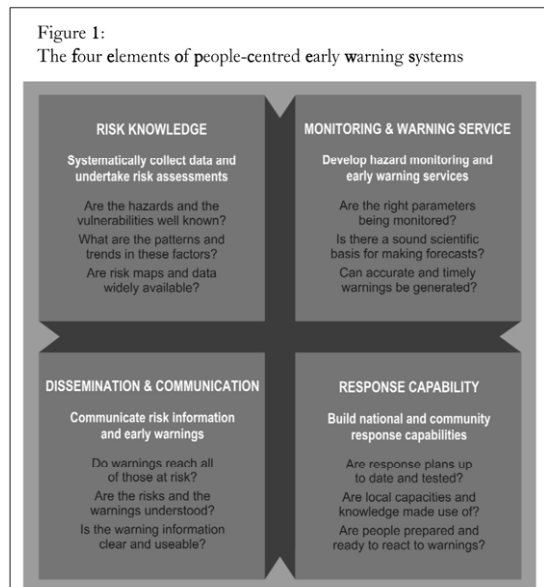 Figure 1:
The four elements of people-centred early warning systems
RISK KNOWLEDGE
Systematically collect data and
undertake risk assessments
Are the hazards and the
vulnerabilities well known?
What are the patterns and
trends in these factors?
Are risk maps and data
widely available?
MONITORING & WARNING SERVICE
Develop hazard monitoring and
early warning services
Are the right parameters
being monitored?
Is there a sound scientific
basis for making forecasts?
Can accurate and timely
warnings be generated?
DISSEMINATION & COMMUNICATION
Communicate risk information
and early warnings
Do warnings reach all
of those at risk?
Are the risks and the
warnings understood?
Is the warning information
clear and useable?
RESPONSE CAPABILITY
Build national and community
response capabilities
Are response plans up
to date and tested?
Are local capacities and
knowledge made use of?
Are people prepared and
ready to react to warnings?